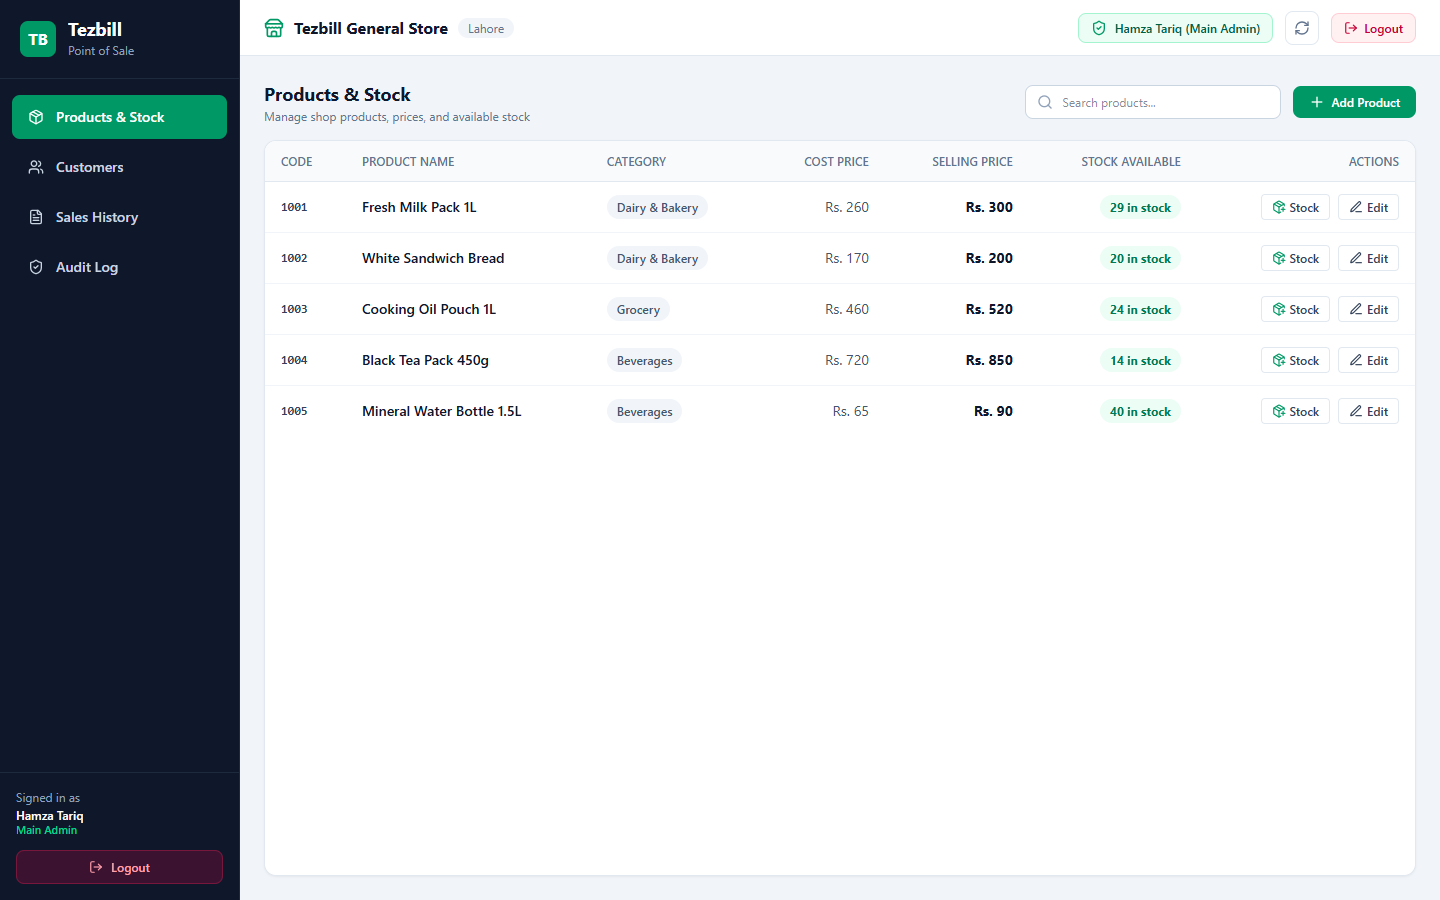 TB
Tezbill
Point of Sale
Products & Stock
Customers
Sales History
Audit Log
Signed in as
Hamza Tariq
Main Admin
Logout
Tezbill General Store Lahore
Hamza Tariq (Main Admin)
Logout
Products & Stock
Manage shop products, prices, and available stock
Search products...
Add Product
CODE PRODUCT NAME CATEGORY COST PRICE SELLING PRICE STOCK AVAILABLE ACTIONS
1001 Fresh Milk Pack 1L Dairy & Bakery Rs. 260 Rs. 300 29 in stock Stock Edit
1002 White Sandwich Bread Dairy & Bakery Rs. 170 Rs. 200 20 in stock Stock Edit
1003 Cooking Oil Pouch 1L Grocery Rs. 460 Rs. 520 24 in stock Stock Edit
1004 Black Tea Pack 450g Beverages Rs. 720 Rs. 850 14 in stock Stock Edit
1005 Mineral Water Bottle 1.5L Beverages Rs. 65 Rs. 90 40 in stock Stock Edit